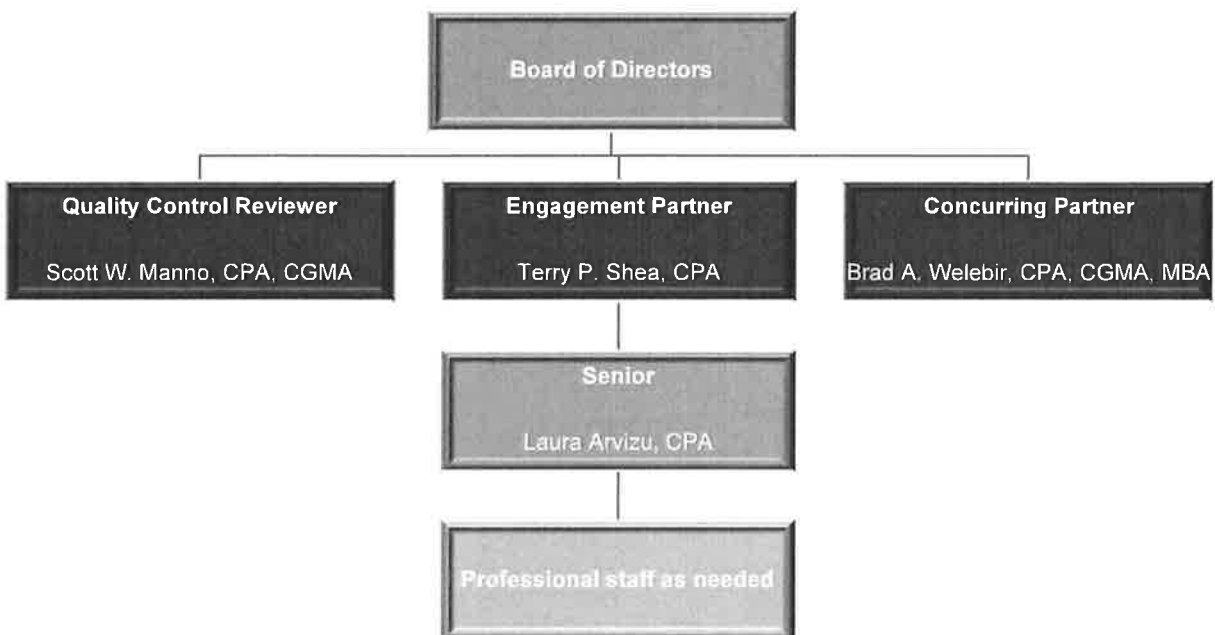 Board of Directors
Quality Control Reviewer
Scott W. Manno, CPA, CGMA
Engagement Partner
Terry P. Shea, CPA
Concurring Partner
Brad A. Welebir, CPA, CGMA, MBA
Senior
Laura Arvizu, CPA
Professional staff as needed